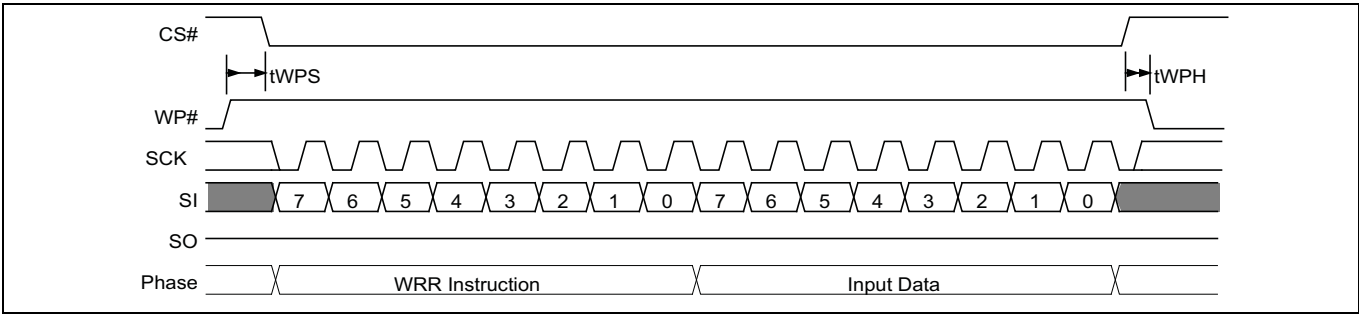 CS#
tWPS tWPH
WP#
SCK
SI 7 6 5 4 3 2 1 0 7 6 5 4 3 2 1 0
SO
Phase WRR Instruction Input Data